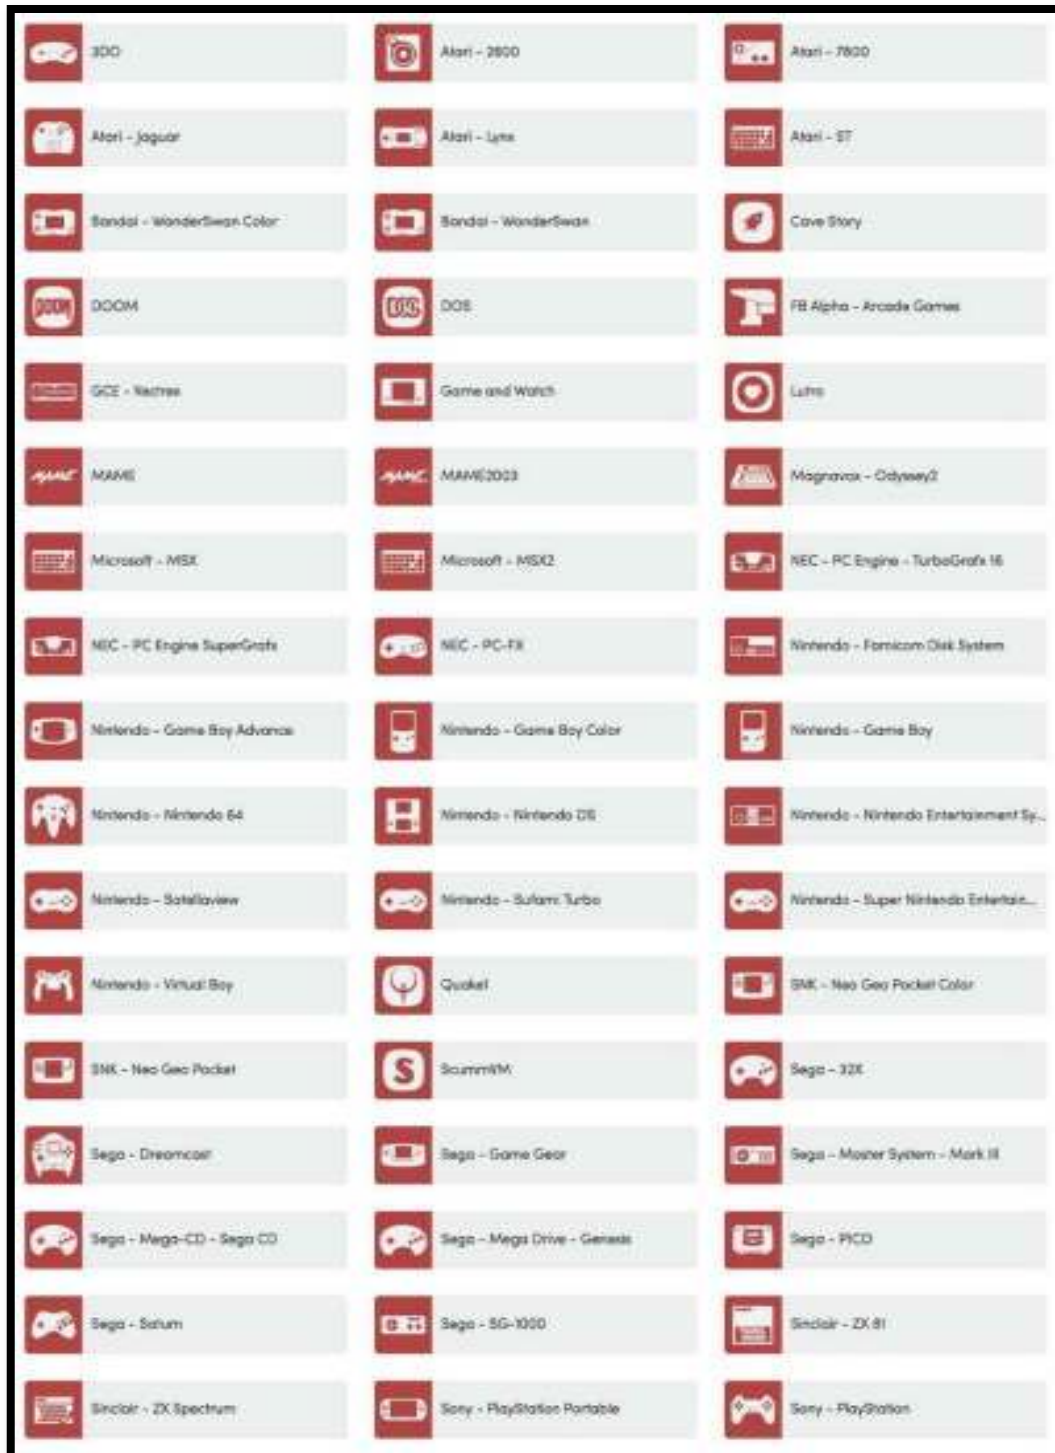 3DO
Atari - 2600
Atari - 7800
Atari - Jaguar
Atari - Lynx
Atari - ST
Bandai - WonderSwan Color
Bandai - WonderSwan
Cave Story
DOOM
DOOM
DOS
DOS
FB Alpha - Arcade Games
GCE - Vectrex
Game and Watch
Lutro
MAME
MAME
MAME
MAME2003
Magnavox - Odyssey2
Microsoft - MSX
Microsoft - MSX2
NEC - PC Engine - TurboGrafx 16
NEC - PC Engine SuperGrafx
NEC - PC-FX
Nintendo - Famicom Disk System
Nintendo - Game Boy Advance
Nintendo - Game Boy Color
Nintendo - Game Boy
Nintendo - Nintendo 64
Nintendo - Nintendo DS
Nintendo - Nintendo Entertainment Sy...
Nintendo - Satellaview
Nintendo - Sufami Turbo
Nintendo - Super Nintendo Entertain...
Nintendo - Virtual Boy
Quake1
SNK - Neo Geo Pocket Color
SNK - Neo Geo Pocket
S
ScummVM
Sega - 32X
Sega - Dreamcast
Sega - Game Gear
Sega - Master System - Mark III
Sega - Mega-CD - Sega CD
Sega - Mega Drive - Genesis
Sega - PICO
Sega - Saturn
Sega - SG-1000
Sinclair - ZX 81
Sinclair - ZX Spectrum
Sony - PlayStation Portable
Sony - PlayStation